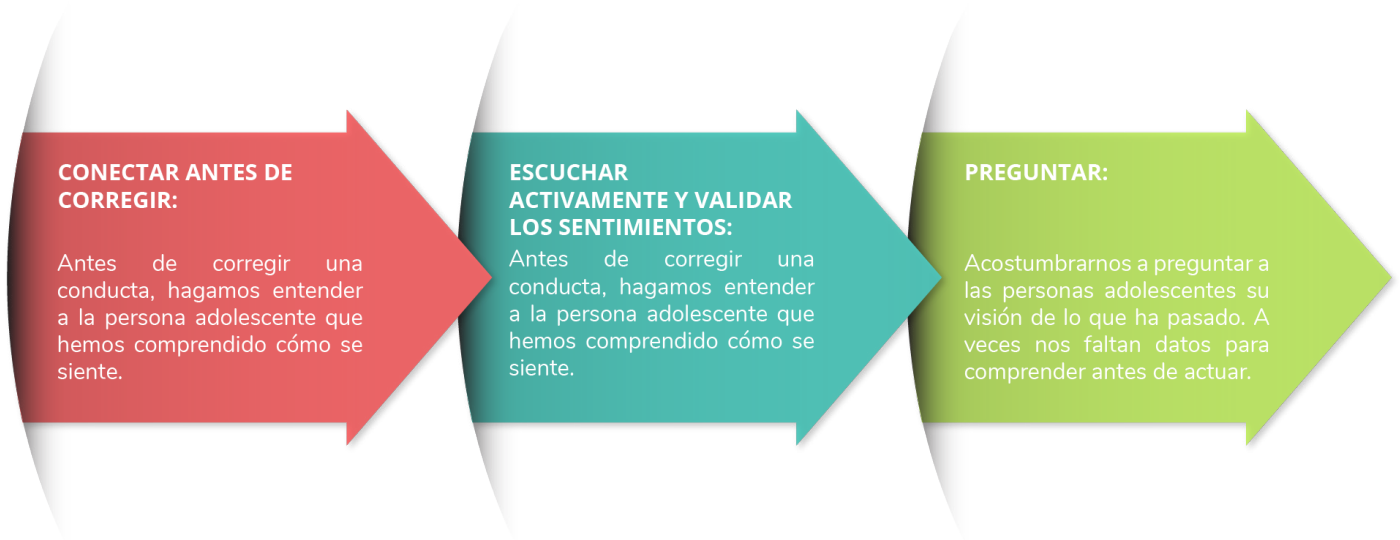 CONECTAR ANTES DE
CORREGIR:
Antes de corregir una
conducta, hagamos entender
a la persona adolescente que
hemos comprendido cómo se
siente.
ESCUCHAR
ACTIVAMENTE Y VALIDAR
LOS SENTIMIENTOS:
Antes de corregir una
conducta, hagamos entender
a la persona adolescente que
hemos comprendido cómo se
siente.
PREGUNTAR:
Acostumbrarnos a preguntar a
las personas adolescentes su
visión de lo que ha pasado. A
veces nos faltan datos para
comprender antes de actuar.